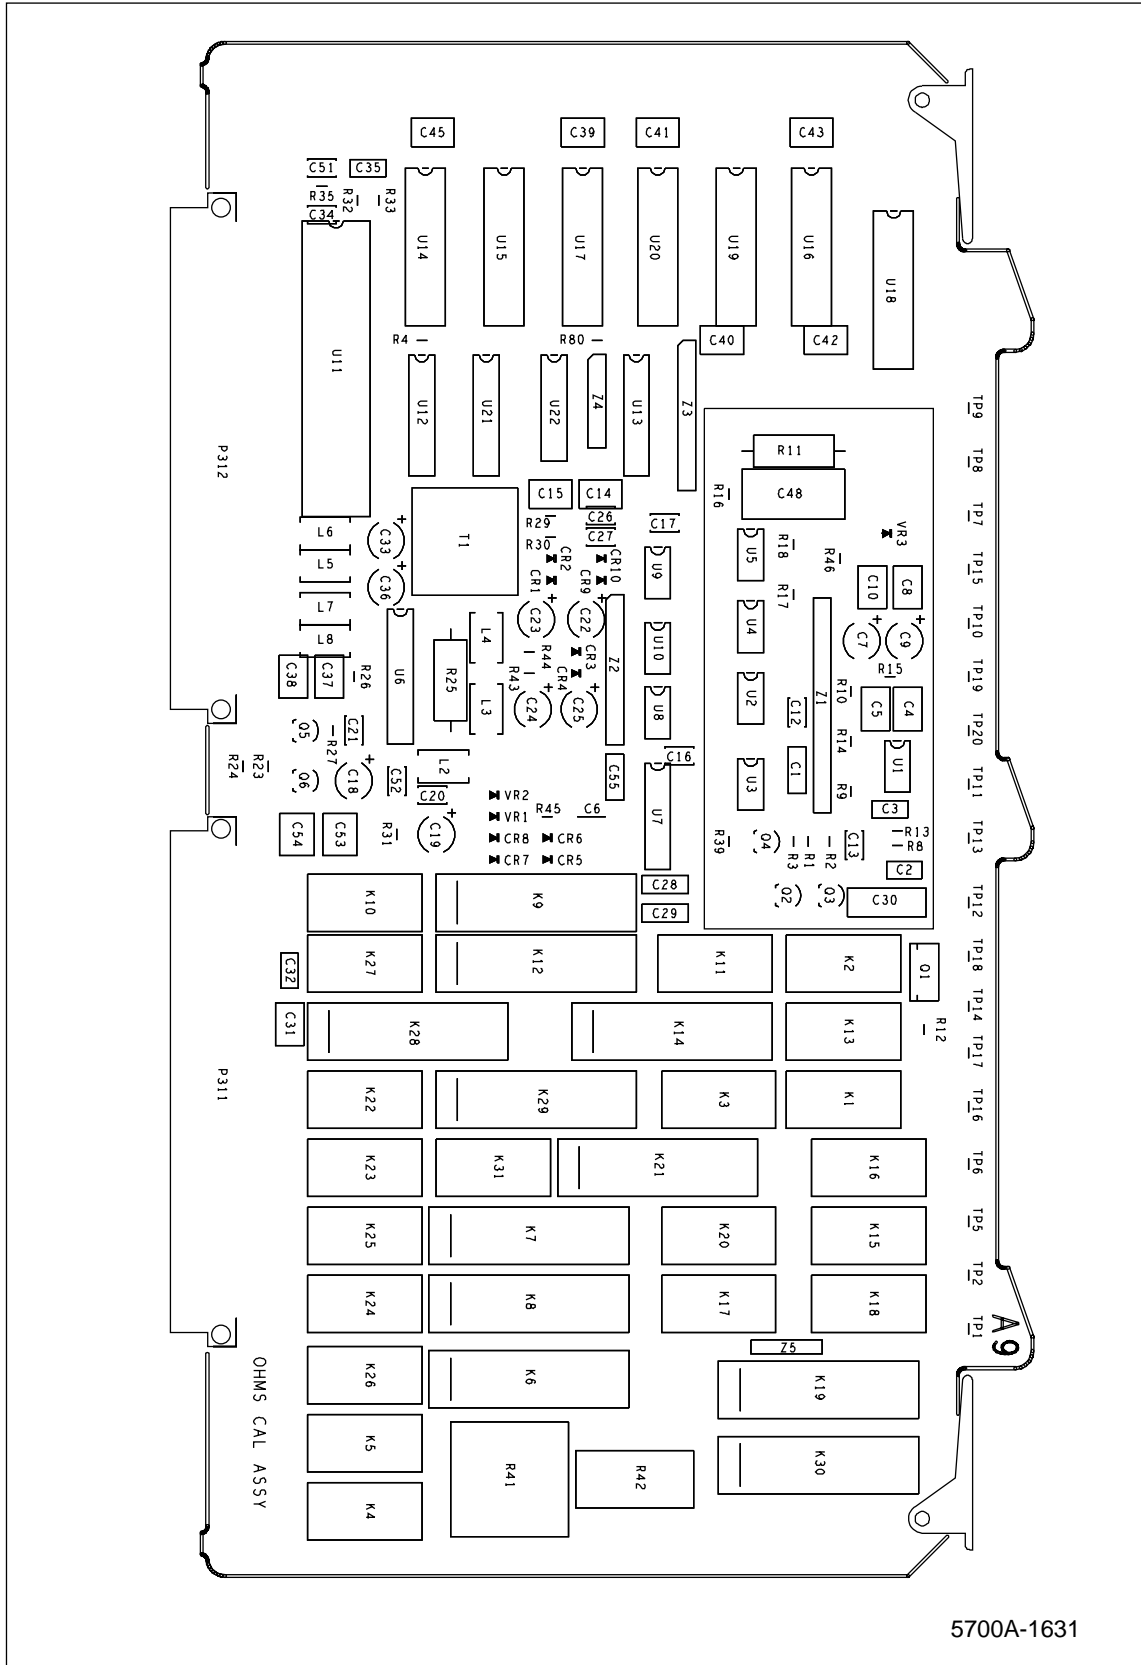 C45
C39
C41
C43
C51
C35
R35
R32
R33
C34
U14
U15
U17
U20
U19
U16
U18
U11
R4
R80
C40
C42
U12
U21
U22
Z4
U13
Z3
TP9
P312
R11
TP8
C48
R16
C15
C14
TP7
L6
C33
T1
R29
C26
C17
R30
C27
VR3
U5
R18
R46
L5
CR2
CR10
U9
TP15
C36
CR1
CR9
C10
C8
R17
L7
C23
C22
U4
C7
C9
TP10
L8
U6
L4
R44
CR3
Z2
U10
R15
C38
C37
R26
R25
R43
CR4
U2
Z1
R10
TP19
L3
C24
C25
U8
C12
C5
C4
Q5
R27
C21
R14
TP20
R24
R23
Q6
C18
C52
L2
C55
C16
C1
U1
U3
R9
TP11
C20
VR2
VR1
R45
C6
U7
C3
C54
C53
R31
C19
CR8
CR6
R39
Q4
R3
R1
R2
C13
R13
R8
TP13
CR7
CR5
C2
K10
K9
C28
C29
Q2
Q3
C30
TP12
C32
K27
K12
K11
K2
Q1
TP18
C31
K28
K14
K13
R12
TP14
TP17
P311
K22
K29
K3
K1
TP16
K23
K31
K21
K16
TP6
K25
K7
K20
K15
TP5
K24
K8
K17
K18
TP2
TP1
A9
Z5
K26
K6
K19
OHMS CAL ASSY
K5
R41
R42
K30
K4
5700A-1631